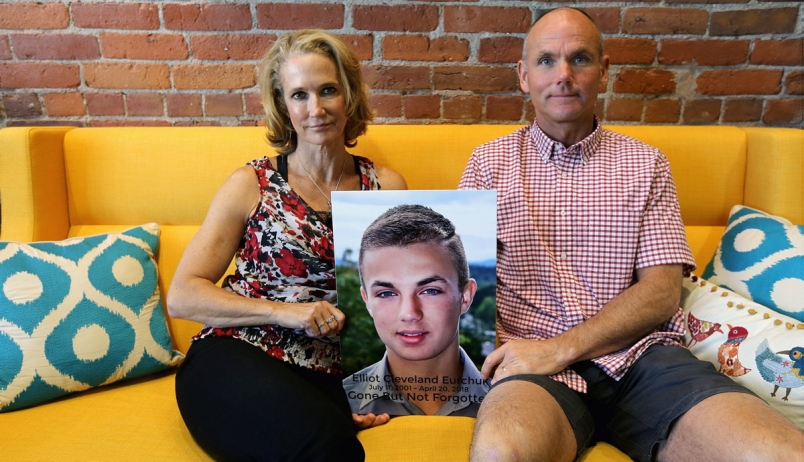 Elliot Cleveland Eurchuk
July 11, 2001 - April 20, 2018
Gone But Not Forgotten